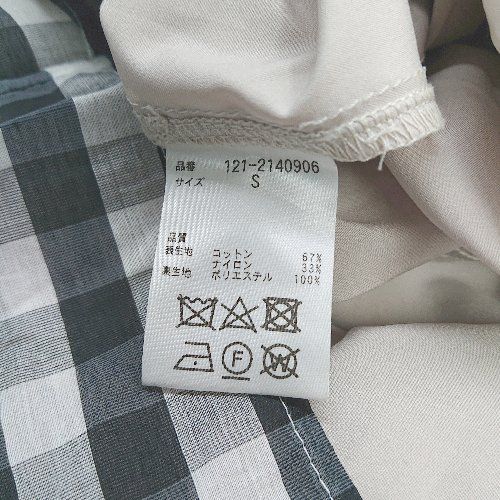 品番 121-2140906
サイズ S
品質
表生地 コットン 67%
ナイロン 33%
裏生地 ポリエステル 100%
F
W